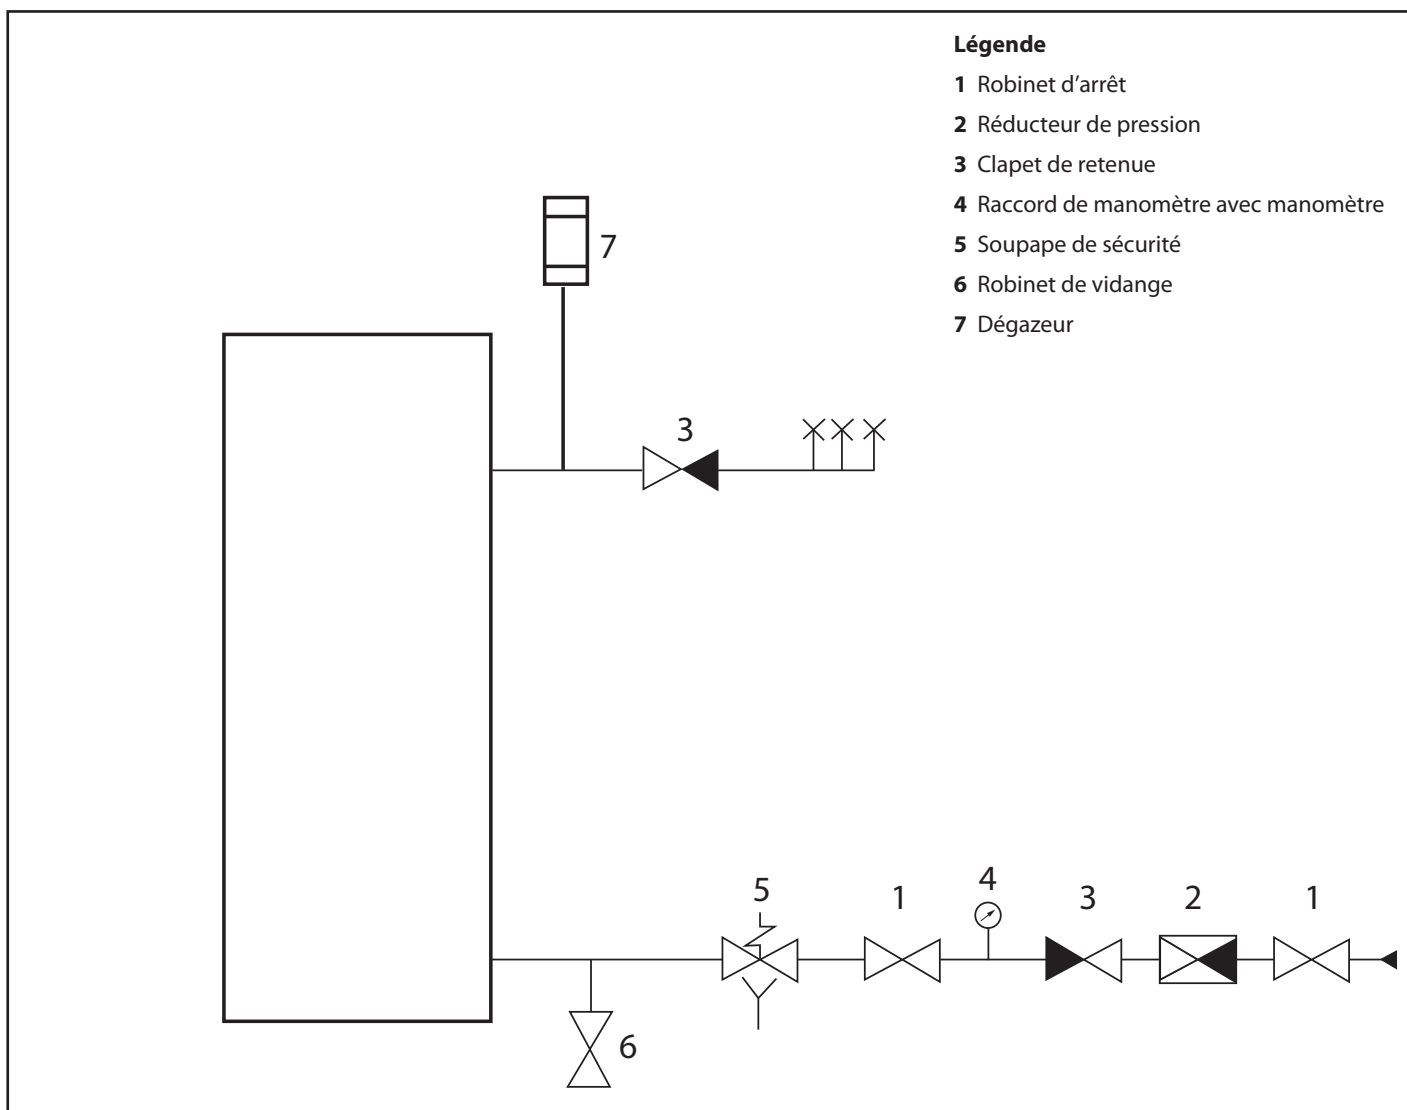 Légende
1 Robinet d’arrêt
2 Réducteur de pression
3 Clapet de retenue
4 Raccord de manomètre avec manomètre
5 Soupape de sécurité
6 Robinet de vidange
7 Dégazeur
7
3
5
1
4
3
2
1
6